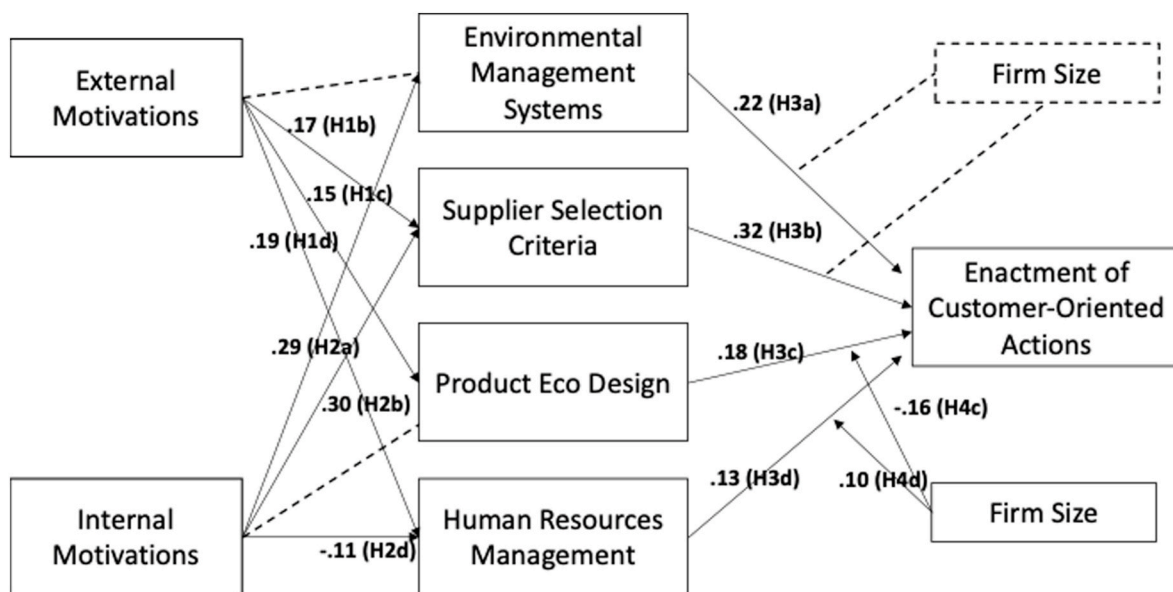 External
Motivations
Environmental
Management
Systems
Firm Size
.17 (H1b)
.22 (H3a)
.15 (H1c)
Supplier Selection
Criteria
.19 (H1d)
.32 (H3b)
Enactment of
Customer-Oriented
Actions
.29 (H2a)
Product Eco Design
.18 (H3c)
.30 (H2b)
-.16 (H4c)
Internal
Motivations
-.11 (H2d)
Human Resources
Management
.13 (H3d)
.10 (H4d)
Firm Size